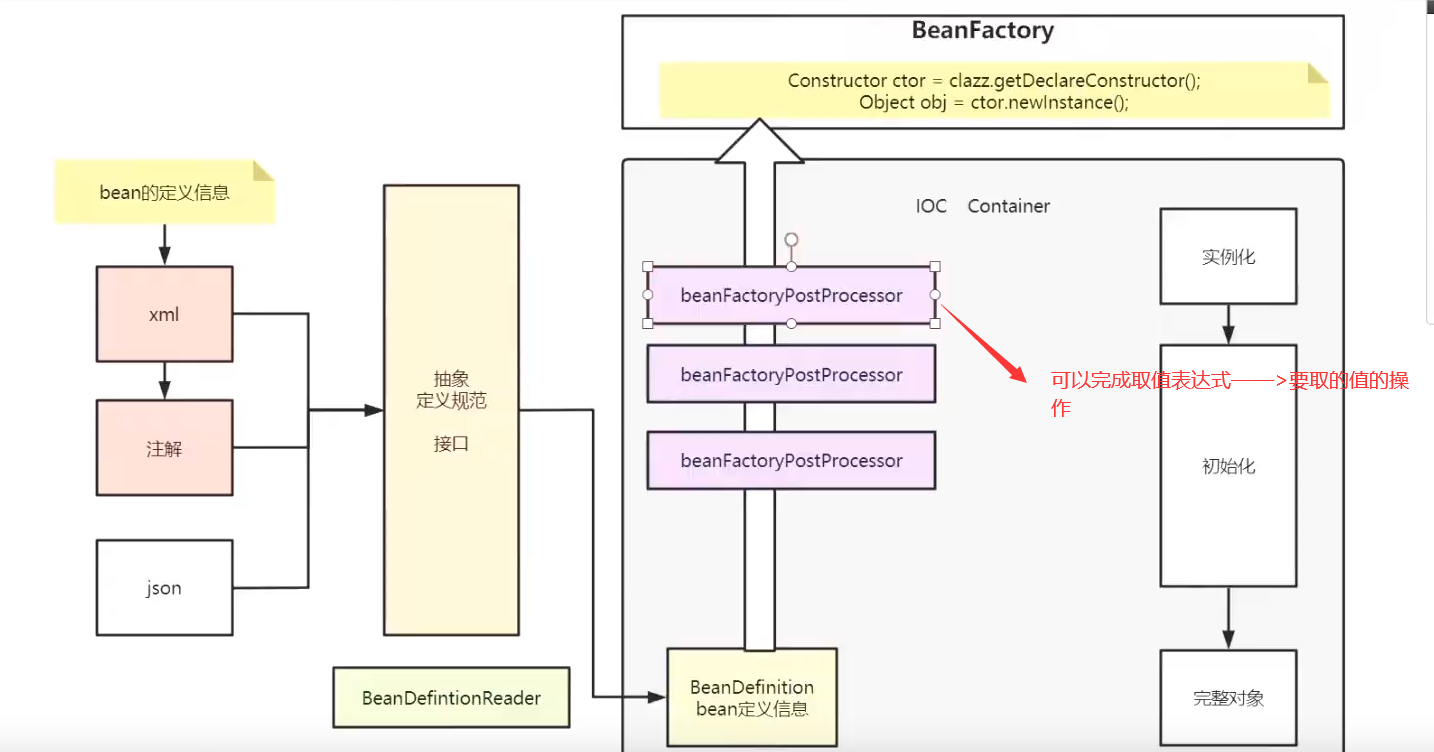 BeanFactory
Constructor ctor = clazz.getDeclareConstructor();
Object obj = ctor.newInstance();
bean的定义信息
xml
注解
json
抽象
定义规范
接口
BeanDefintionReader
IOC Container
beanFactoryPostProcessor
beanFactoryPostProcessor
beanFactoryPostProcessor
BeanDefinition
bean定义信息
实例化
可以完成取值表达式——>要取的值的操
作
初始化
完整对象